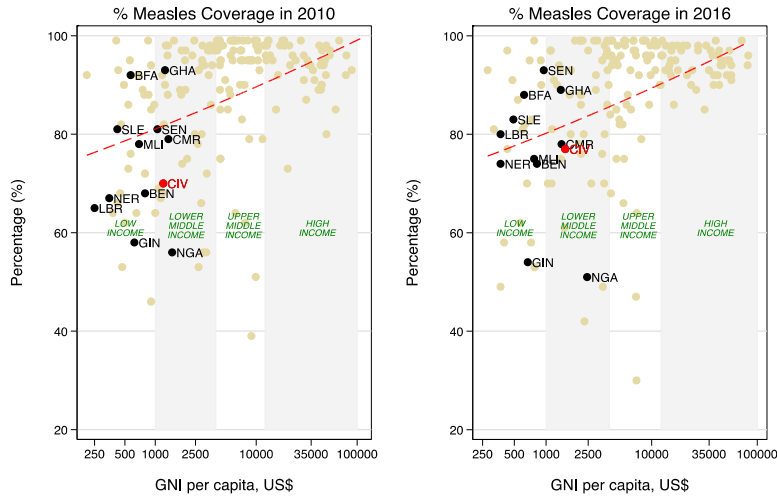 % Measles Coverage in 2010
Percentage (%)
100
80
60
40
20
BFA
GHA
SLE
SEN
MLI
CMR
CIV
NER
BEN
LBR
GIN
NGA
LOW
INCOME
LOWER
MIDDLE
INCOME
UPPER
MIDDLE
INCOME
HIGH
INCOME
250 500 1000 2500 10000 35000 100000
GNI per capita, US$
% Measles Coverage in 2016
Percentage (%)
100
80
60
40
20
SEN
GHA
BFA
SLE
LBR
CMR
CIV
MLI
NER
BEN
GIN
NGA
LOW
INCOME
LOWER
MIDDLE
INCOME
UPPER
MIDDLE
INCOME
HIGH
INCOME
250 500 1000 2500 10000 35000 100000
GNI per capita, US$